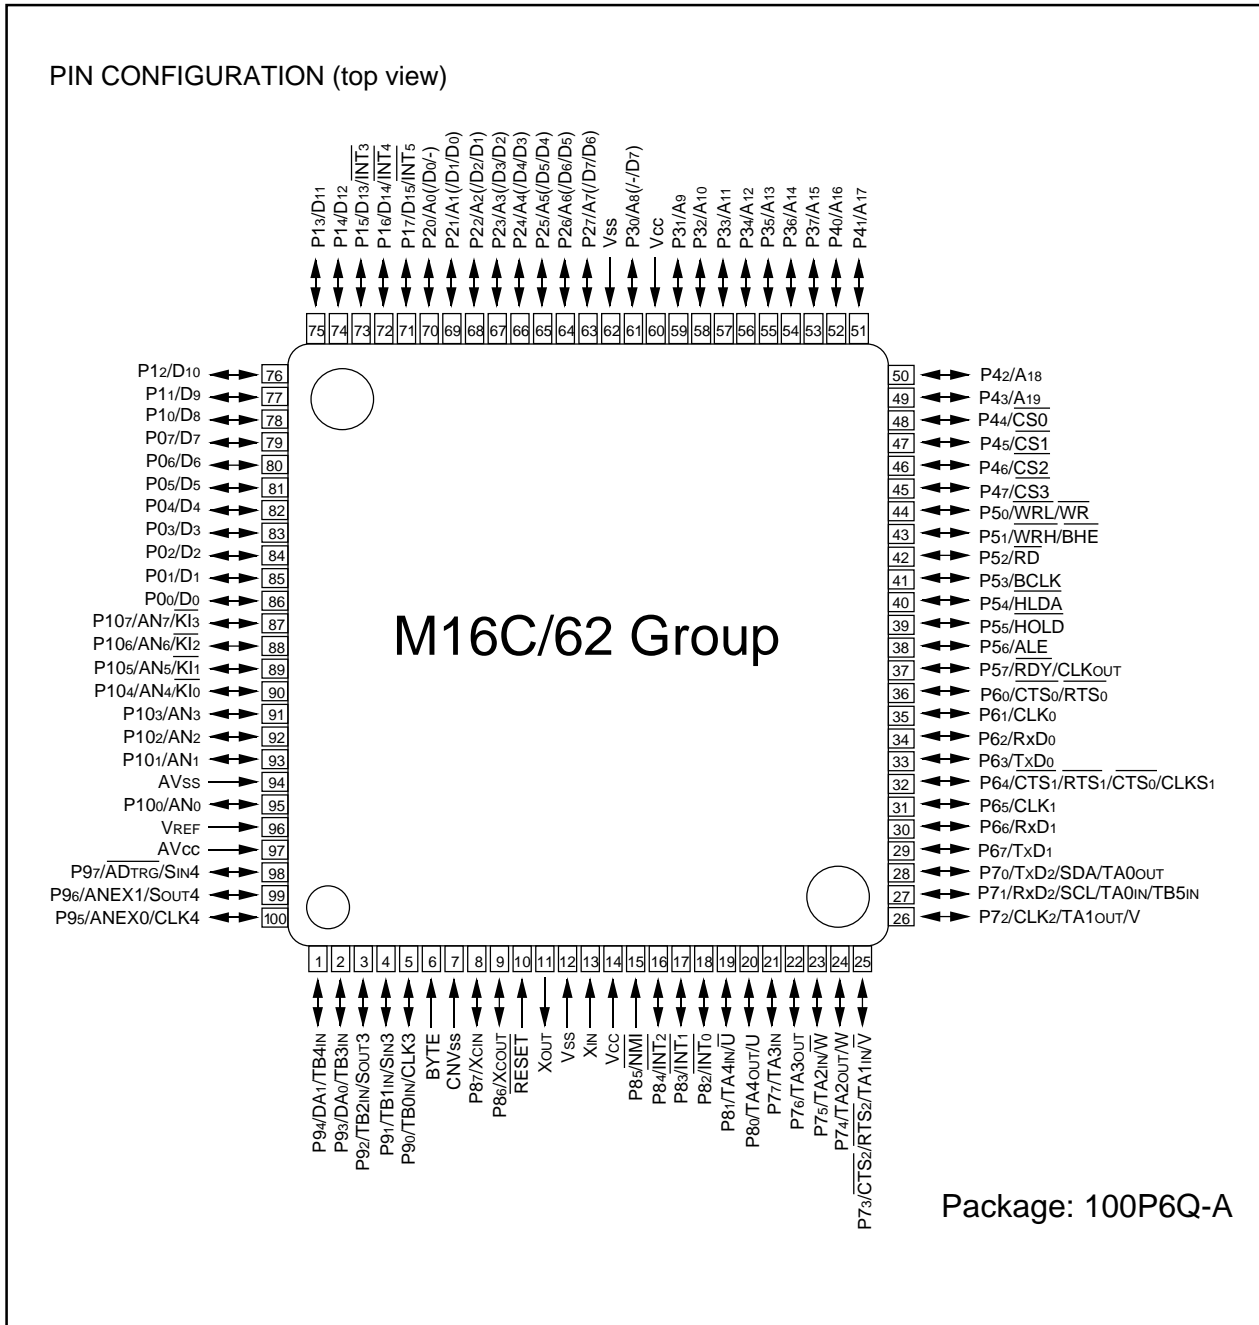 PIN CONFIGURATION (top view)
P13/D11
P14/D12
P15/D13/INT3
P16/D14/INT4
P17/D15/INT5
P20/A0(/D0/-)
P21/A1(/D1/D0)
P22/A2(/D2/D1)
P23/A3(/D3/D2)
P24/A4(/D4/D3)
P25/A5(/D5/D4)
P26/A6(/D6/D5)
P27/A7(/D7/D6)
Vss
P30/A8(/-/D7)
Vcc
P31/A9
P32/A10
P33/A11
P34/A12
P35/A13
P36/A14
P37/A15
P40/A16
P41/A17
75 74 73 72 71 70 69 68 67 66 65 64 63 62 61 60 59 58 57 56 55 54 53 52 51
P12/D10 76
P11/D9 77
P10/D8 78
P07/D7 79
P06/D6 80
P05/D5 81
P04/D4 82
P03/D3 83
P02/D2 84
P01/D1 85
P00/D0 86
P107/AN7/KI3 87
P106/AN6/KI2 88
P105/AN5/KI1 89
P104/AN4/KI0 90
P103/AN3 91
P102/AN2 92
P101/AN1 93
AVss 94
P100/AN0 95
VREF 96
AVcc 97
P97/ADTRG/SIN4 98
P96/ANEX1/SOUT4 99
P95/ANEX0/CLK4 100
M16C/62 Group
50 P42/A18
49 P43/A19
48 P44/CS0
47 P45/CS1
46 P46/CS2
45 P47/CS3
44 P50/WRL/WR
43 P51/WRH/BHE
42 P52/RD
41 P53/BCLK
40 P54/HLDA
39 P55/HOLD
38 P56/ALE
37 P57/RDY/CLKOUT
36 P60/CTS0/RTS0
35 P61/CLK0
34 P62/RxD0
33 P63/TxD0
32 P64/CTS1/RTS1/CTS0/CLKS1
31 P65/CLK1
30 P66/RxD1
29 P67/TxD1
28 P70/TxD2/SDA/TA0OUT
27 P71/RxD2/SCL/TA0IN/TB5IN
26 P72/CLK2/TA1OUT/V
1 2 3 4 5 6 7 8 9 10 11 12 13 14 15 16 17 18 19 20 21 22 23 24 25
P94/DA1/TB4IN
P93/DA0/TB3IN
P92/TB2IN/SOUT3
P91/TB1IN/SIN3
P90/TB0IN/CLK3
BYTE
CNVss
P87/XCIN
P86/XCOUT
RESET
XOUT
Vss
XIN
Vcc
P85/NMI
P84/INT2
P83/INT1
P82/INT0
P81/TA4IN/U
P80/TA4OUT/U
P77/TA3IN
P76/TA3OUT
P75/TA2IN/W
P74/TA2OUT/W
P73/CTS2/RTS2/TA1IN/V
Package: 100P6Q-A